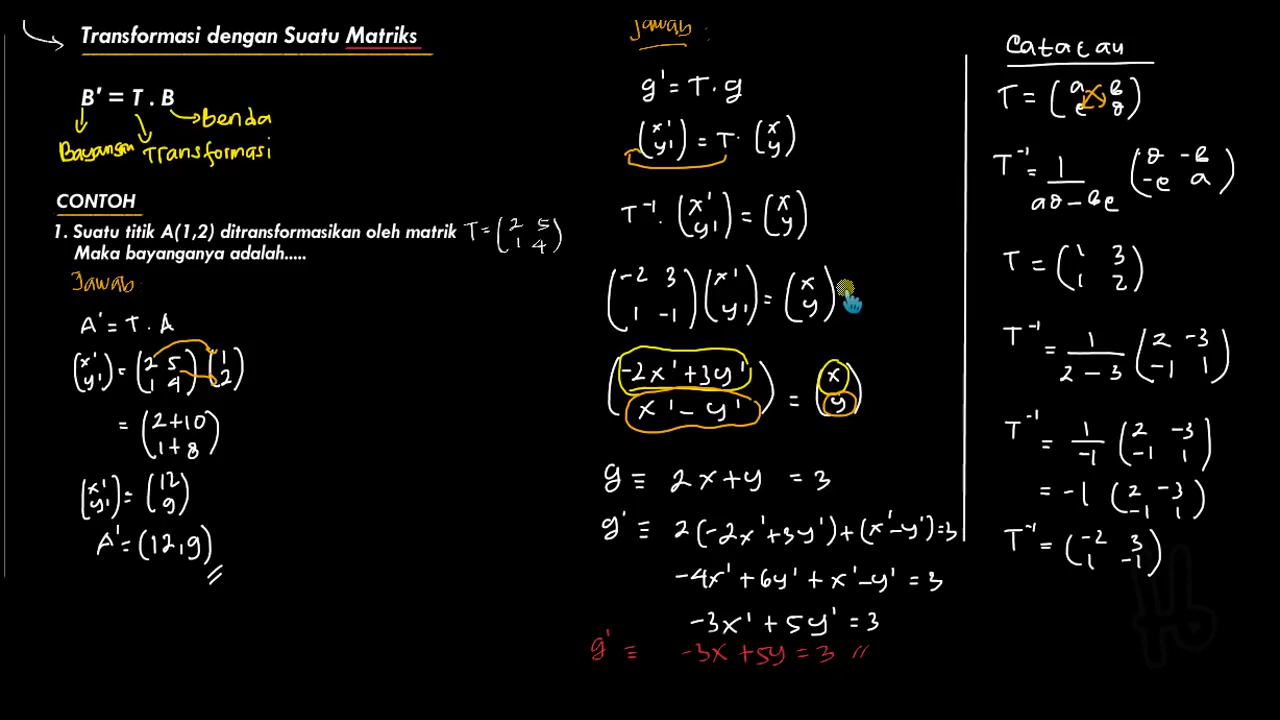 Transformasi dengan Suatu Matriks
B' = T . B
benda
Bayangan Transformasi
CONTOH
1. Suatu titik A(1,2) ditransformasikan oleh matrik T = (2 5
1 4)
Maka bayanganya adalah.....
Jawab:
A' = T . A
(x'
y') = (2 5
1 4) (1
2)
= (2+10
1+8)
(x'
y') = (12
9)
A' = (12,9)
Jawab :
g' = T . g
(x'
y') = T . (x
y)
T⁻¹ . (x'
y') = (x
y)
(-2 3
1 -1) (x'
y') = (x
y)
(-2x' + 3y'
x' - y') = (x
y)
g ≡ 2x + y = 3
g' ≡ 2(-2x'+3y') + (x'-y') = 3
-4x' + 6y' + x' - y' = 3
-3x' + 5y' = 3
g' ≡ -3x + 5y = 3 //
Catatan
T = (a b
c d)
T⁻¹ = 1/(ad - bc) (d -b
-c a)
T = (1 3
1 2)
T⁻¹ = 1/(2 - 3) (2 -3
-1 1)
T⁻¹ = 1/-1 (2 -3
-1 1)
= -1 (2 -3
-1 1)
T⁻¹ = (-2 3
1 -1)